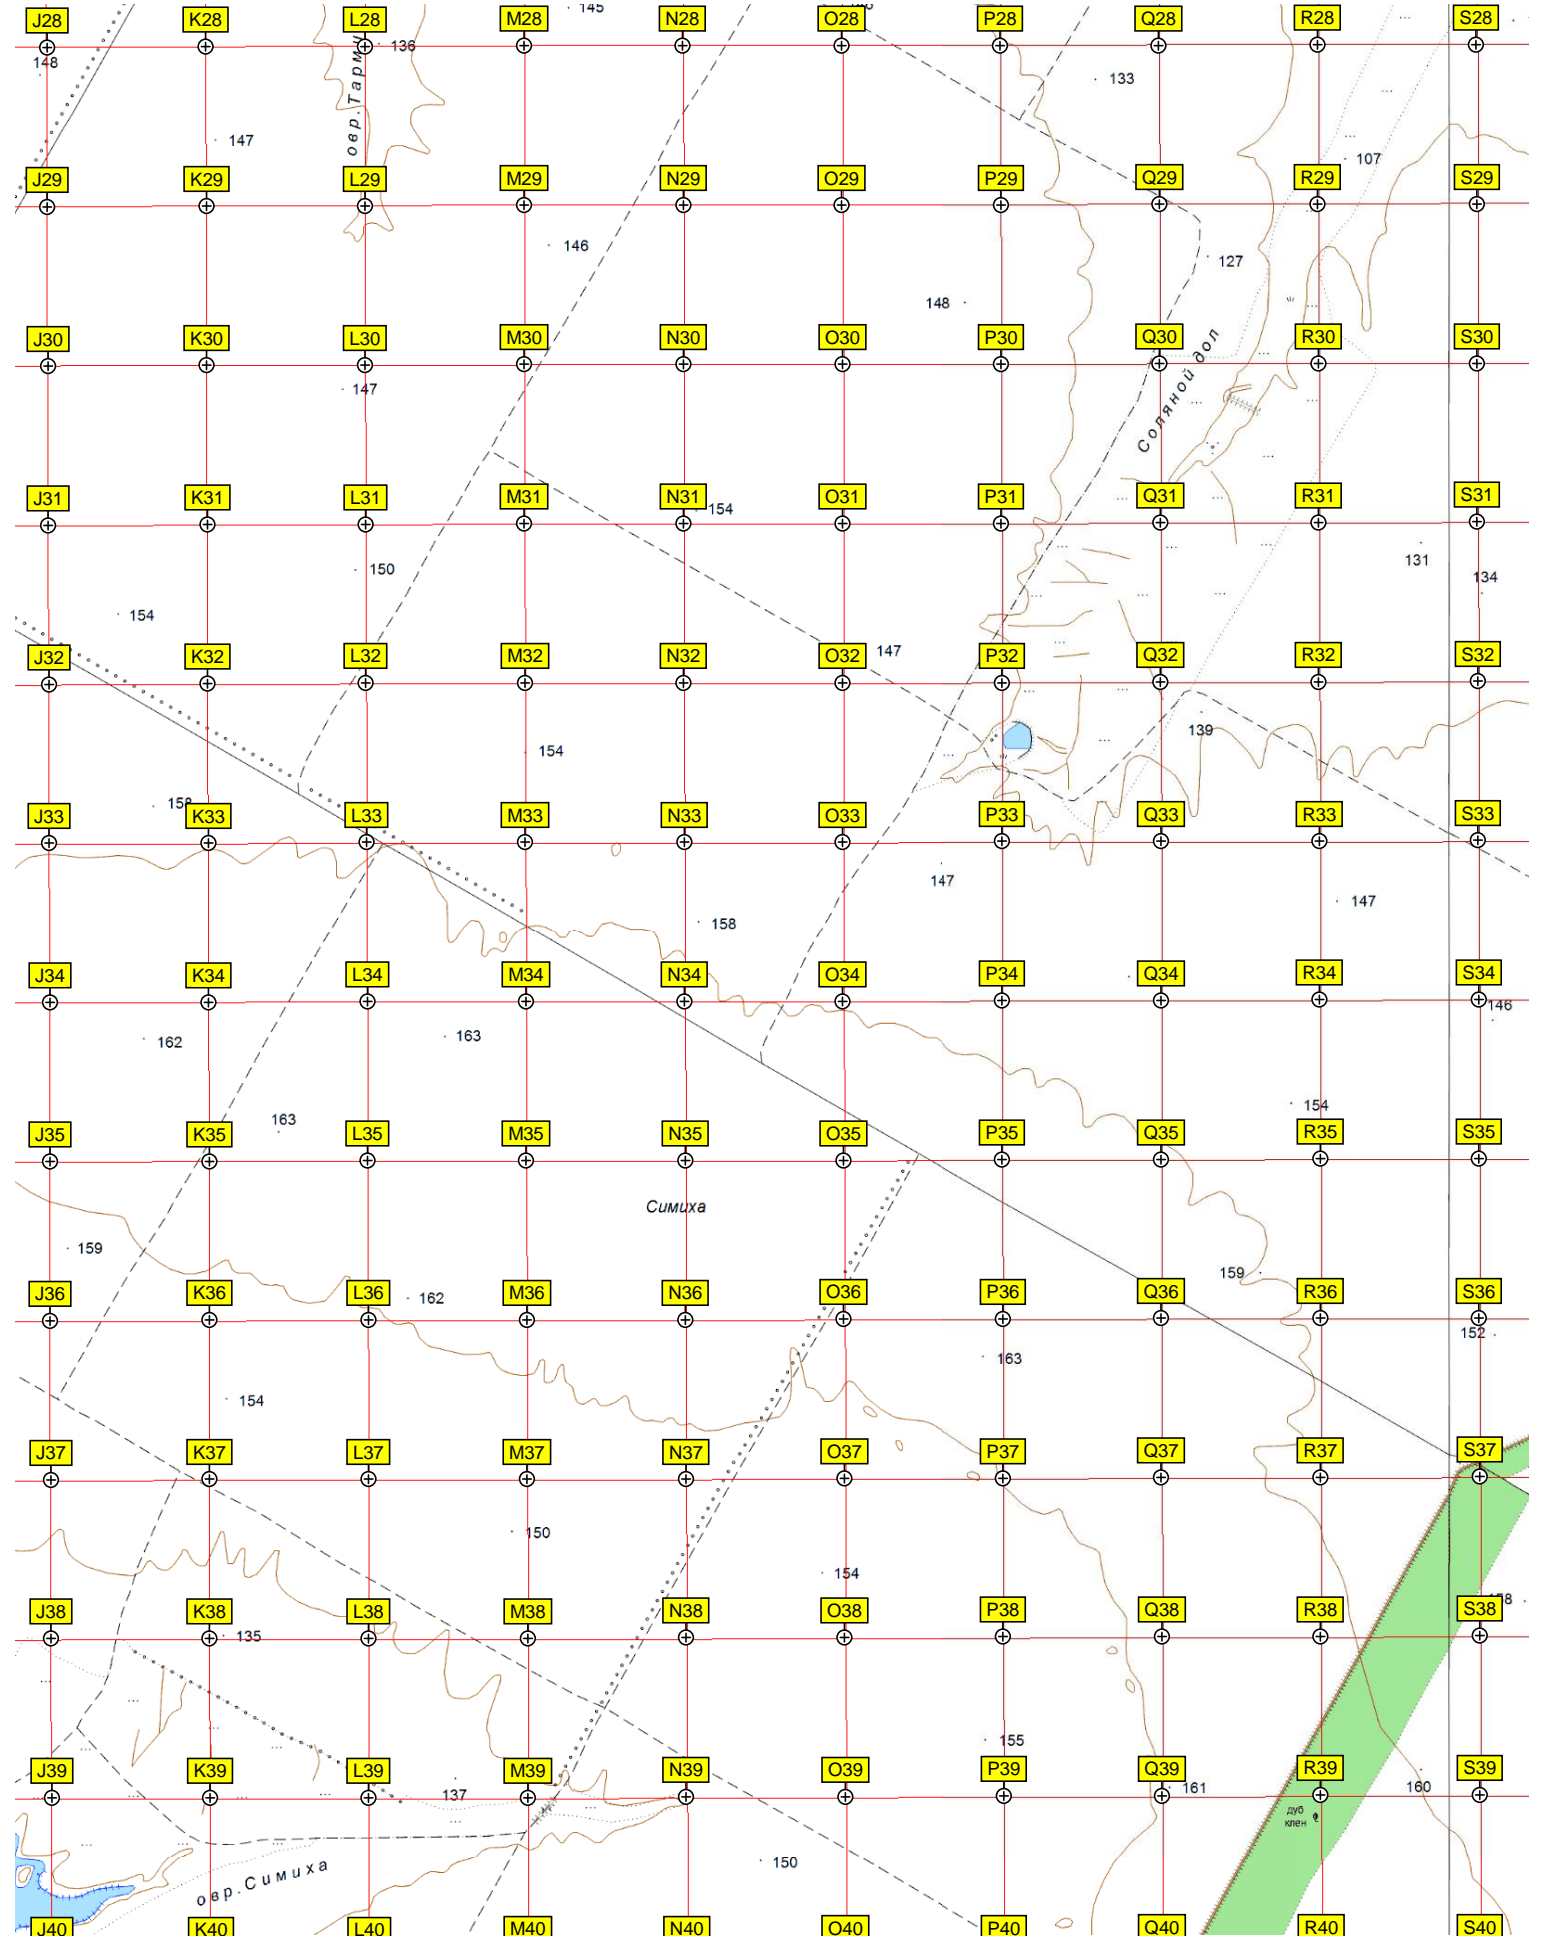 J28 K28 L28 M28 145 N28 O28 P28 Q28 R28 S28
148 136 133
147 овр.Тарм 107
J29 K29 L29 M29 N29 O29 P29 Q29 R29 S29
146 127
148
J30 K30 L30 M30 N30 O30 P30 Q30 R30 S30
147 Соляной дол
J31 K31 L31 M31 N31 154 O31 P31 Q31 R31 S31
150 131 134
154
J32 K32 L32 M32 N32 O32 147 P32 Q32 R32 S32
154 139
158
J33 K33 L33 M33 N33 O33 P33 Q33 R33 S33
147
158 147
J34 K34 L34 M34 N34 O34 P34 Q34 R34 S34
146
162 163
163 154
J35 K35 L35 M35 N35 O35 P35 Q35 R35 S35
Симиха
159 159
J36 K36 L36 162 M36 N36 O36 P36 Q36 R36 S36
152
163
154
J37 K37 L37 M37 N37 O37 P37 Q37 R37 S37
150
154
J38 K38 L38 M38 N38 O38 P38 Q38 R38 S38
135
155
J39 K39 L39 M39 N39 O39 P39 Q39 R39 S39
137 161 160
дуб
клен
150
овр.Симиха
J40 K40 L40 M40 N40 O40 P40 Q40 R40 S40